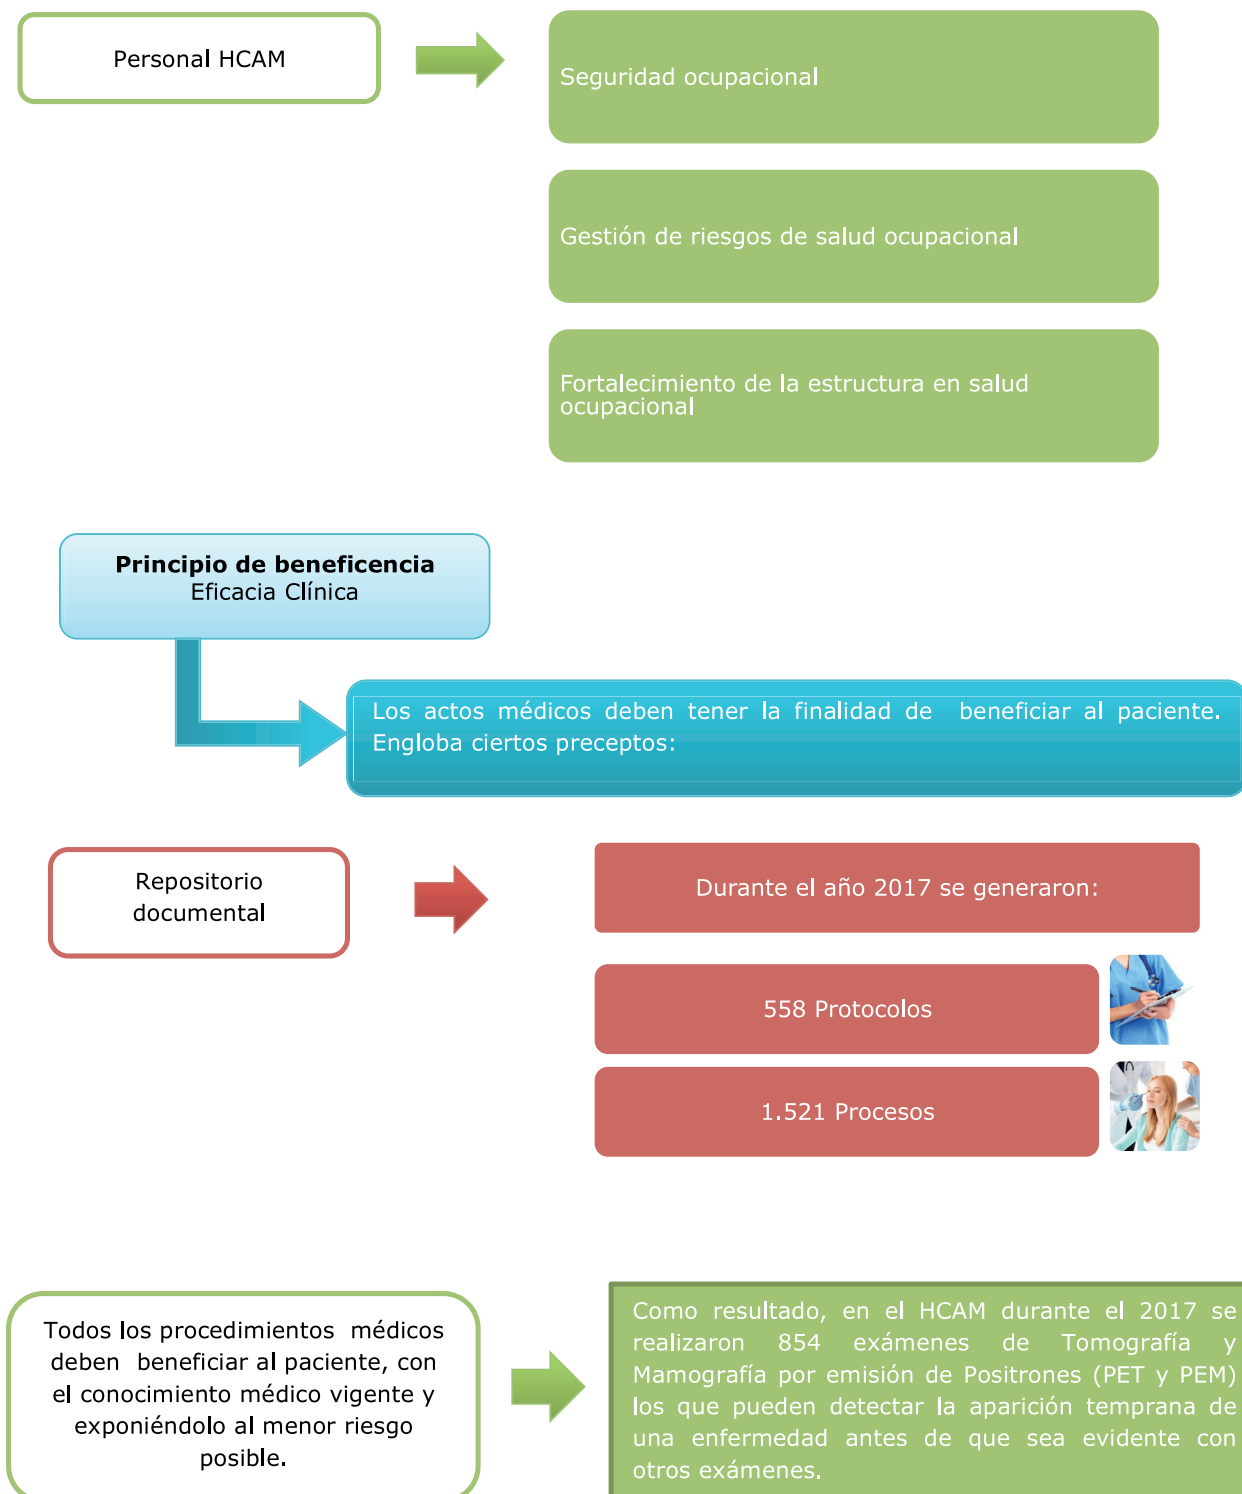 Personal HCAM
Seguridad ocupacional
Gestión de riesgos de salud ocupacional
Fortalecimiento de la estructura en salud
ocupacional
Principio de beneficencia
Eficacia Clínica
Los actos médicos deben tener la finalidad de beneficiar al paciente.
Engloba ciertos preceptos:
Repositorio
documental
Durante el año 2017 se generaron:
558 Protocolos
1.521 Procesos
Todos los procedimientos médicos
deben beneficiar al paciente, con
el conocimiento médico vigente y
exponiéndolo al menor riesgo
posible.
Como resultado, en el HCAM durante el 2017 se
realizaron 854 exámenes de Tomografía y
Mamografía por emisión de Positrones (PET y PEM)
los que pueden detectar la aparición temprana de
una enfermedad antes de que sea evidente con
otros exámenes.